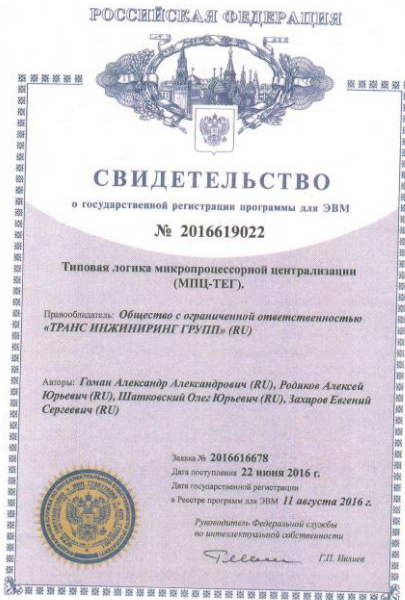 РОССИЙСКАЯ ФЕДЕРАЦИЯ
СВИДЕТЕЛЬСТВО
о государственной регистрации программы для ЭВМ
№ 2016619022
Типовая логика микропроцессорной централизации
(МПЦ-ТЕГ).
Правообладатель: Общество с ограниченной ответственностью
«ТРАНС ИНЖИНИРИНГ ГРУПП» (RU)
Авторы: Гоман Александр Александрович (RU), Родяков Алексей
Юрьевич (RU), Шатковский Олег Юрьевич (RU), Захаров Евгений
Сергеевич (RU)
Заявка № 2016616678
Дата поступления 22 июня 2016 г.
Дата государственной регистрации
в Реестре программ для ЭВМ 11 августа 2016 г.
Руководитель Федеральной службы
по интеллектуальной собственности
Г.П. Ивлиев